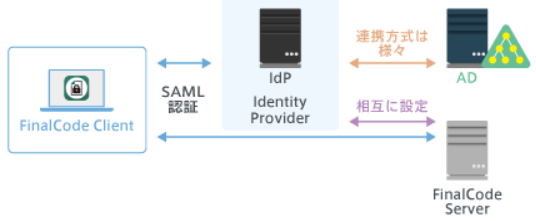 FinalCode Client
SAML
認証
IdP
Identity
Provider
連携方式は
様々
AD
相互に設定
FinalCode
Server